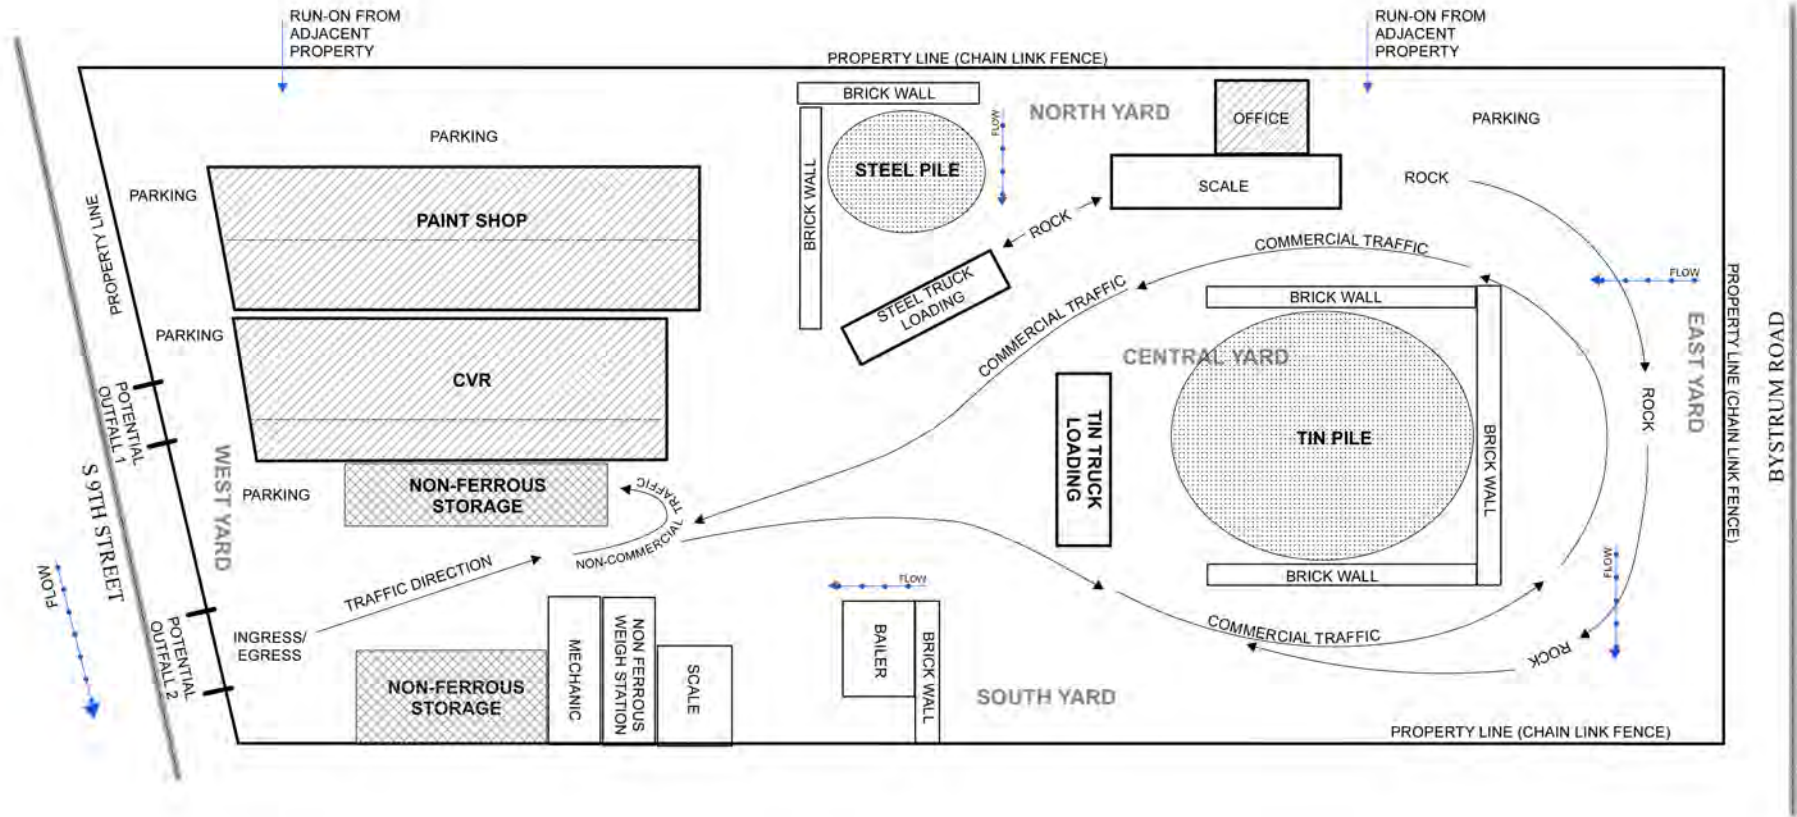 RUN-ON FROM
ADJACENT
PROPERTY
RUN-ON FROM
ADJACENT
PROPERTY
PROPERTY LINE (CHAIN LINK FENCE)
BRICK WALL
NORTH YARD
FLOW
OFFICE
PARKING
PARKING
STEEL PILE
BRICK WALL
SCALE
ROCK
PARKING
PAINT SHOP
PROPERTY LINE
ROCK
COMMERCIAL TRAFFIC
FLOW
STEEL TRUCK
LOADING
COMMERCIAL TRAFFIC
BRICK WALL
PROPERTY LINE (CHAIN LINK FENCE)
EAST YARD
BYSTRUM ROAD
PARKING
CVR
CENTRAL YARD
POTENTIAL
OUTFALL 1
TIN TRUCK
LOADING
TIN PILE
BRICK WALL
ROCK
S 9TH STREET
WEST YARD
PARKING
NON-FERROUS
STORAGE
NON-COMMERCIAL TRAFFIC
TRAFFIC DIRECTION
FLOW
FLOW
BRICK WALL
FLOW
POTENTIAL
OUTFALL 2
INGRESS/
EGRESS
NON-FERROUS
STORAGE
MECHANIC
NON FERROUS
WEIGH STATION
SCALE
BAILER
BRICK WALL
COMMERCIAL TRAFFIC
ROCK
SOUTH YARD
PROPERTY LINE (CHAIN LINK FENCE)